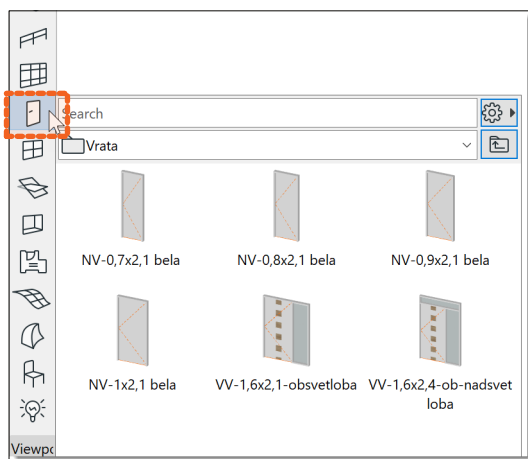 Search
Vrata
NV-0,7x2,1 bela
NV-0,8x2,1 bela
NV-0,9x2,1 bela
NV-1x2,1 bela
VV-1,6x2,1-obsvetloba
VV-1,6x2,4-ob-nadsvet
loba
Viewpo